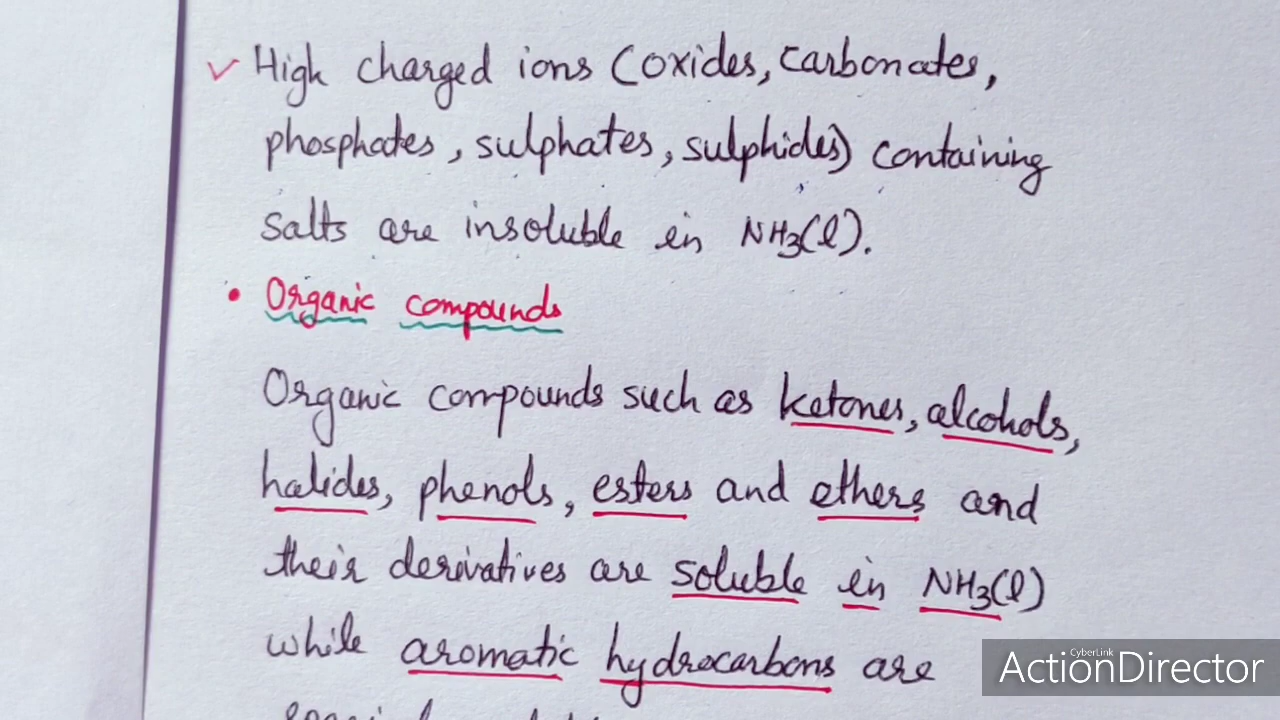 ✓ High charged ions (oxides, carbonates,
phosphates, sulphates, sulphides) containing
salts are insoluble in NH3(l).
• Organic compounds
Organic compounds such as ketones, alcohols,
halides, phenols, esters and ethers and
their derivatives are soluble in NH3(l)
while aromatic hydrocarbons are
CyberLink
ActionDirector